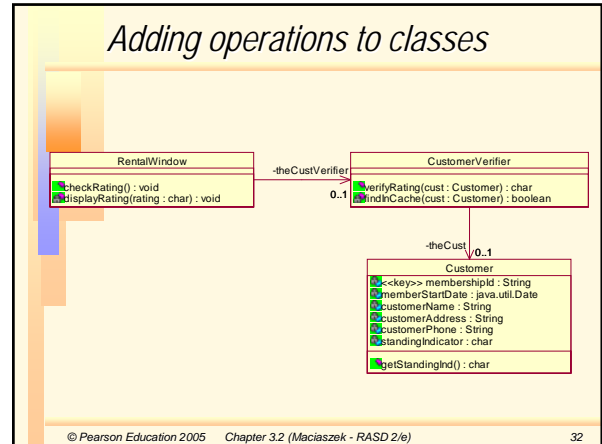 Adding operations to classes
RentalWindow
checkRating() : void
displayRating(rating : char) : void
-theCustVerifier
0..1
CustomerVerifier
verifyRating(cust : Customer) : char
findInCache(cust : Customer) : boolean
-theCust
0..1
Customer
<<key>> membershipId : String
memberStartDate : java.util.Date
customerName : String
customerAddress : String
customerPhone : String
standingIndicator : char
getStandingInd() : char
© Pearson Education 2005 Chapter 3.2 (Maciaszek - RASD 2/e) 32